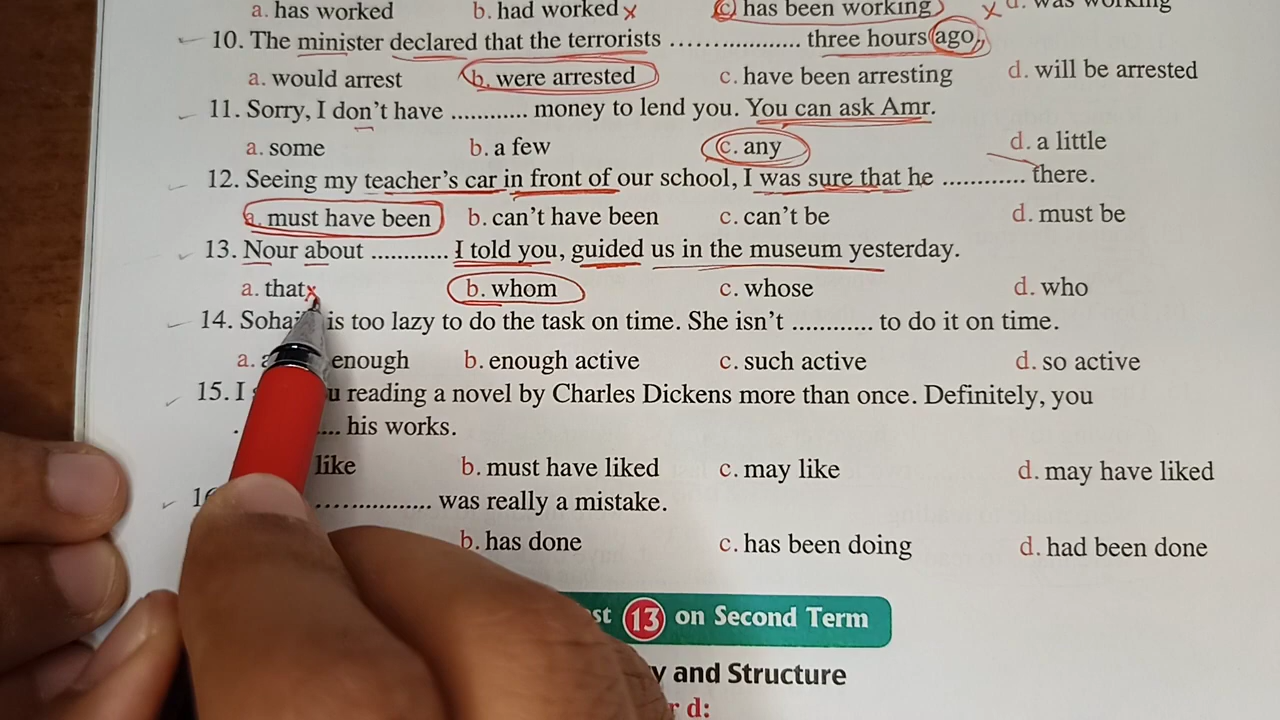 a. has worked b. had worked x c. has been working x d. was working
10. The minister declared that the terrorists .................. three hours ago.
a. would arrest b. were arrested c. have been arresting d. will be arrested
11. Sorry, I don't have ............ money to lend you. You can ask Amr.
a. some b. a few c. any d. a little
12. Seeing my teacher's car in front of our school, I was sure that he ............ there.
a. must have been b. can't have been c. can't be d. must be
13. Nour about ............ I told you, guided us in the museum yesterday.
a. that x b. whom c. whose d. who
14. is too lazy to do the task on time. She isn't ............ to do it on time.
a. enough b. enough active c. such active d. so active
15. I reading a novel by Charles Dickens more than once. Definitely, you
.... his works.
like b. must have liked c. may like d. may have liked
................ was really a mistake.
b. has done c. has been doing d. had been done
13 on Second Term
and Structure
d: